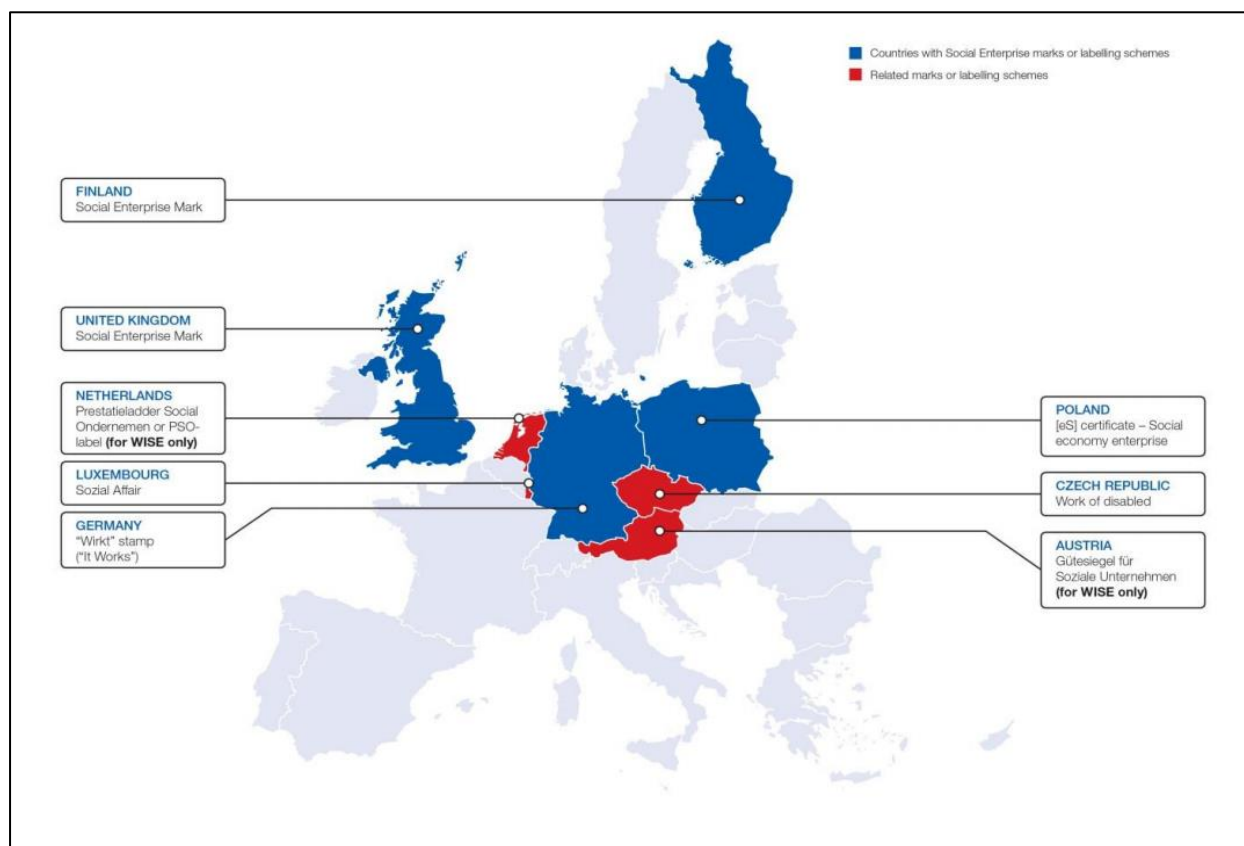 Countries with Social Enterprise marks or labelling schemes
Related marks or labelling schemes
FINLAND
Social Enterprise Mark
UNITED KINGDOM
Social Enterprise Mark
NETHERLANDS
Prestatieladder Social
Ondernemen or PSO-
label (for WISE only)
LUXEMBOURG
Sozial Affair
GERMANY
“Wirkt” stamp
(“It Works”)
POLAND
[eS] certificate – Social
economy enterprise
CZECH REPUBLIC
Work of disabled
AUSTRIA
Gütesiegel für
Soziale Unternehmen
(for WISE only)